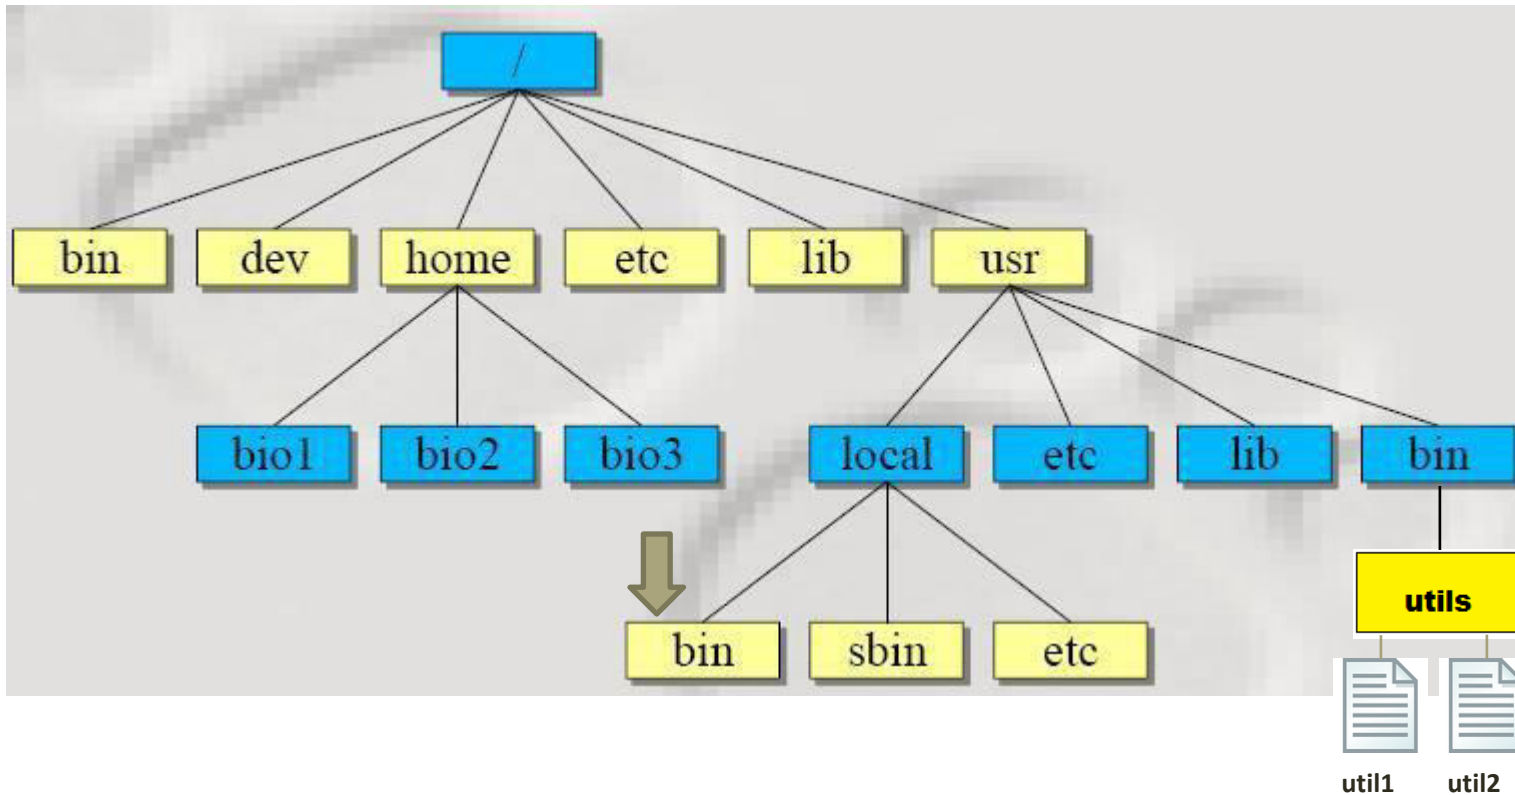 /
bin dev home etc lib usr
bio1 bio2 bio3 local etc lib bin
utils
bin sbin etc
util1 util2